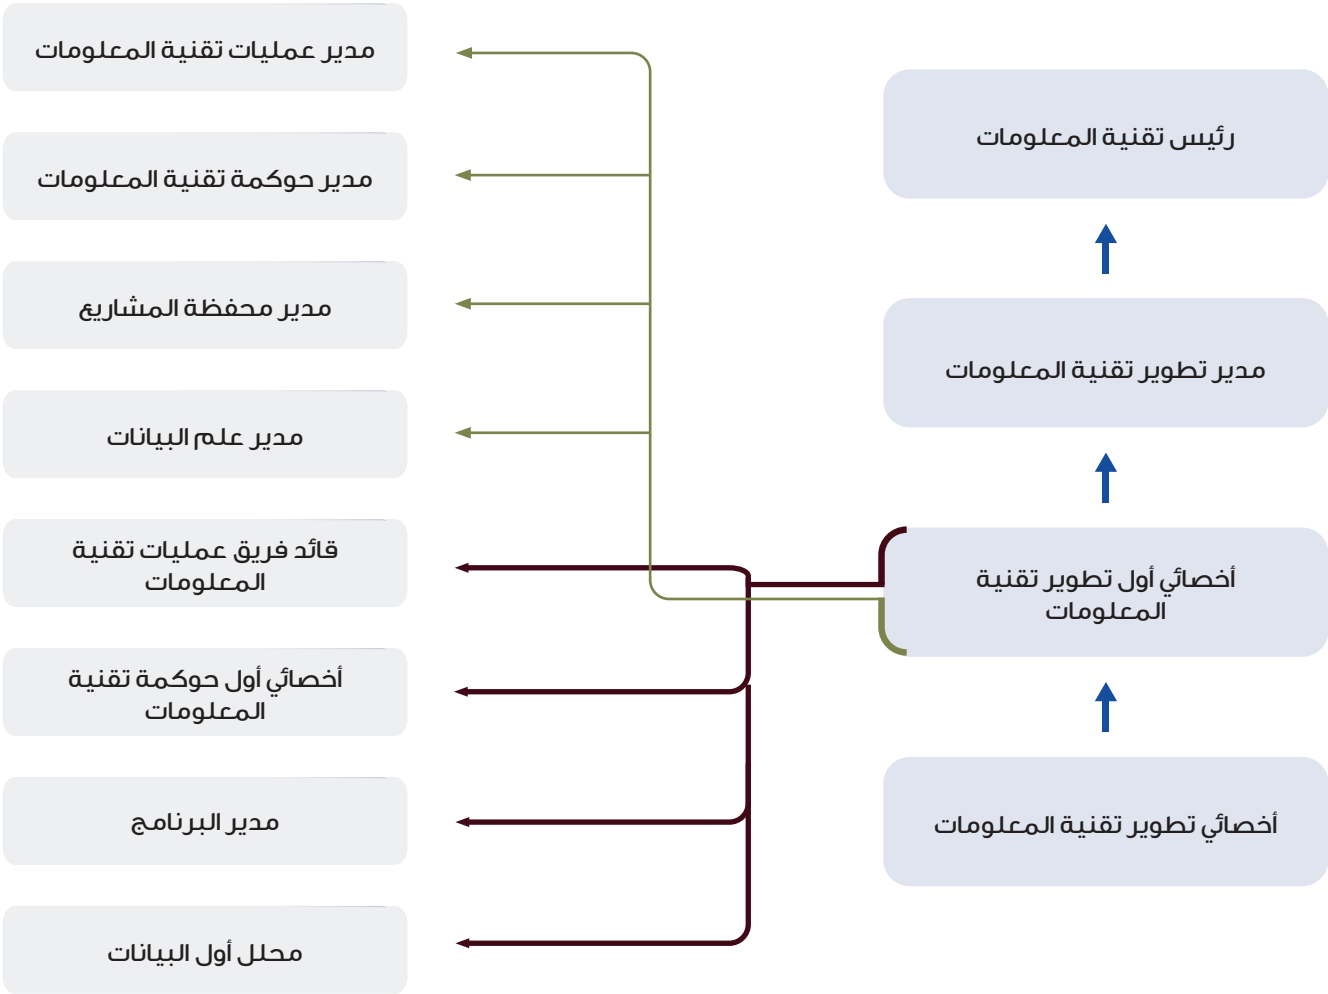 رئيس تقنية المعلومات
مدير تطوير تقنية المعلومات
أخصائي أول تطوير تقنية
المعلومات
أخصائي تطوير تقنية المعلومات
مدير عمليات تقنية المعلومات
مدير حوكمة تقنية المعلومات
مدير محفظة المشاريع
مدير علم البيانات
قائد فريق عمليات تقنية
المعلومات
أخصائي أول حوكمة تقنية
المعلومات
مدير البرنامج
محلل أول البيانات